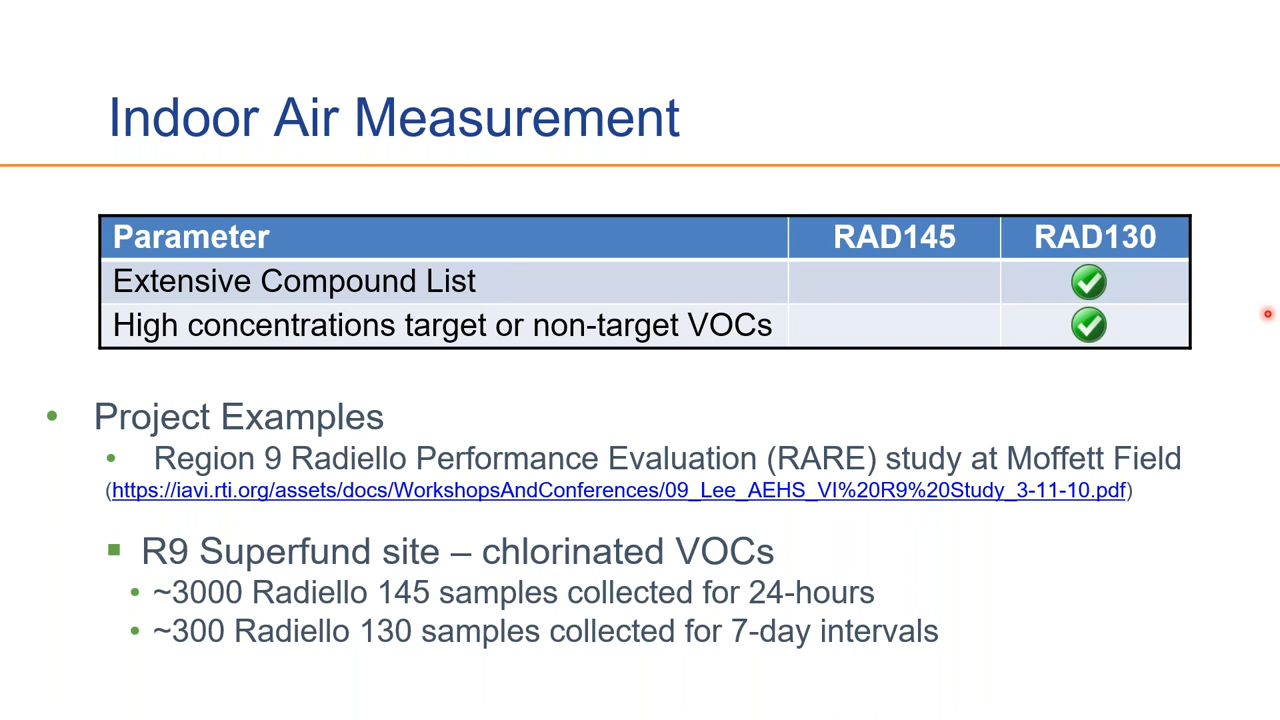 Indoor Air Measurement
Parameter RAD145 RAD130
Extensive Compound List
High concentrations target or non-target VOCs
• Project Examples
• Region 9 Radiello Performance Evaluation (RARE) study at Moffett Field
(https://iavi.rti.org/assets/docs/WorkshopsAndConferences/09_Lee_AEHS_VI%20R9%20Study_3-11-10.pdf)
▪ R9 Superfund site – chlorinated VOCs
• ~3000 Radiello 145 samples collected for 24-hours
• ~300 Radiello 130 samples collected for 7-day intervals